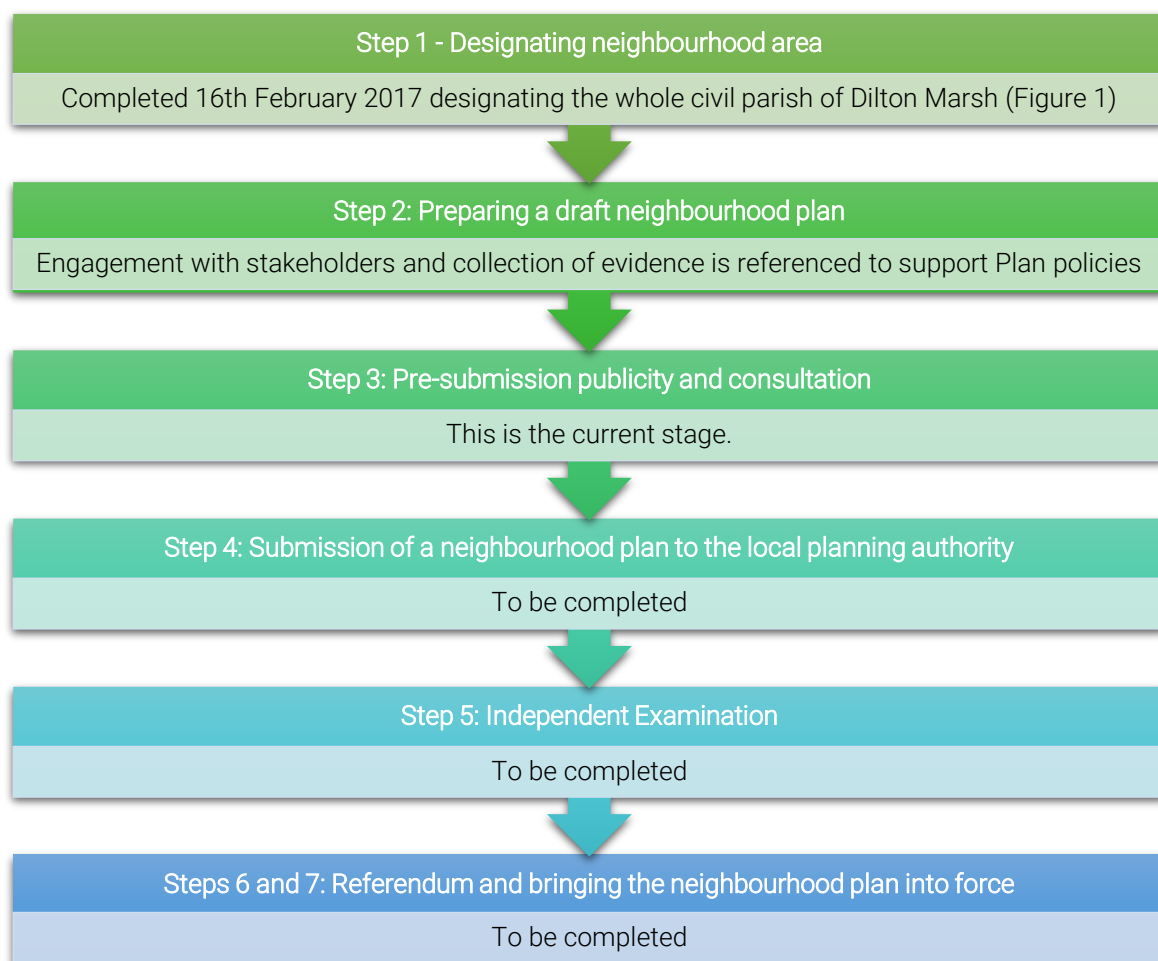 Step 1 - Designating neighbourhood area
Completed 16th February 2017 designating the whole civil parish of Dilton Marsh (Figure 1)
Step 2: Preparing a draft neighbourhood plan
Engagement with stakeholders and collection of evidence is referenced to support Plan policies
Step 3: Pre-submission publicity and consultation
This is the current stage.
Step 4: Submission of a neighbourhood plan to the local planning authority
To be completed
Step 5: Independent Examination
To be completed
Steps 6 and 7: Referendum and bringing the neighbourhood plan into force
To be completed